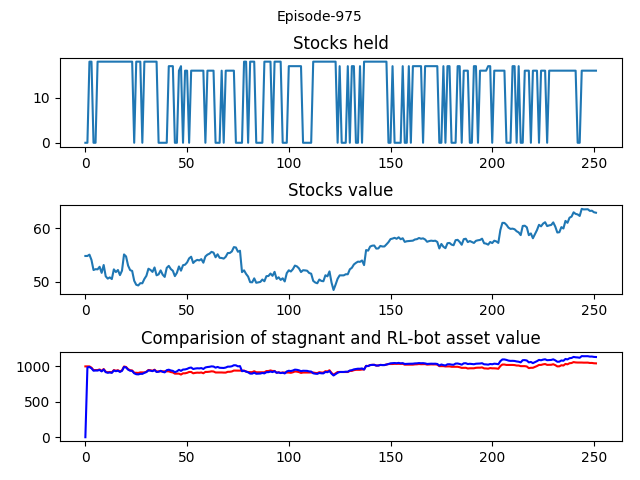 Episode-975
Stocks held
10
0
0 50 100 150 200 250
Stocks value
60
50
0 50 100 150 200 250
Comparision of stagnant and RL-bot asset value
1000
500
0
0 50 100 150 200 250